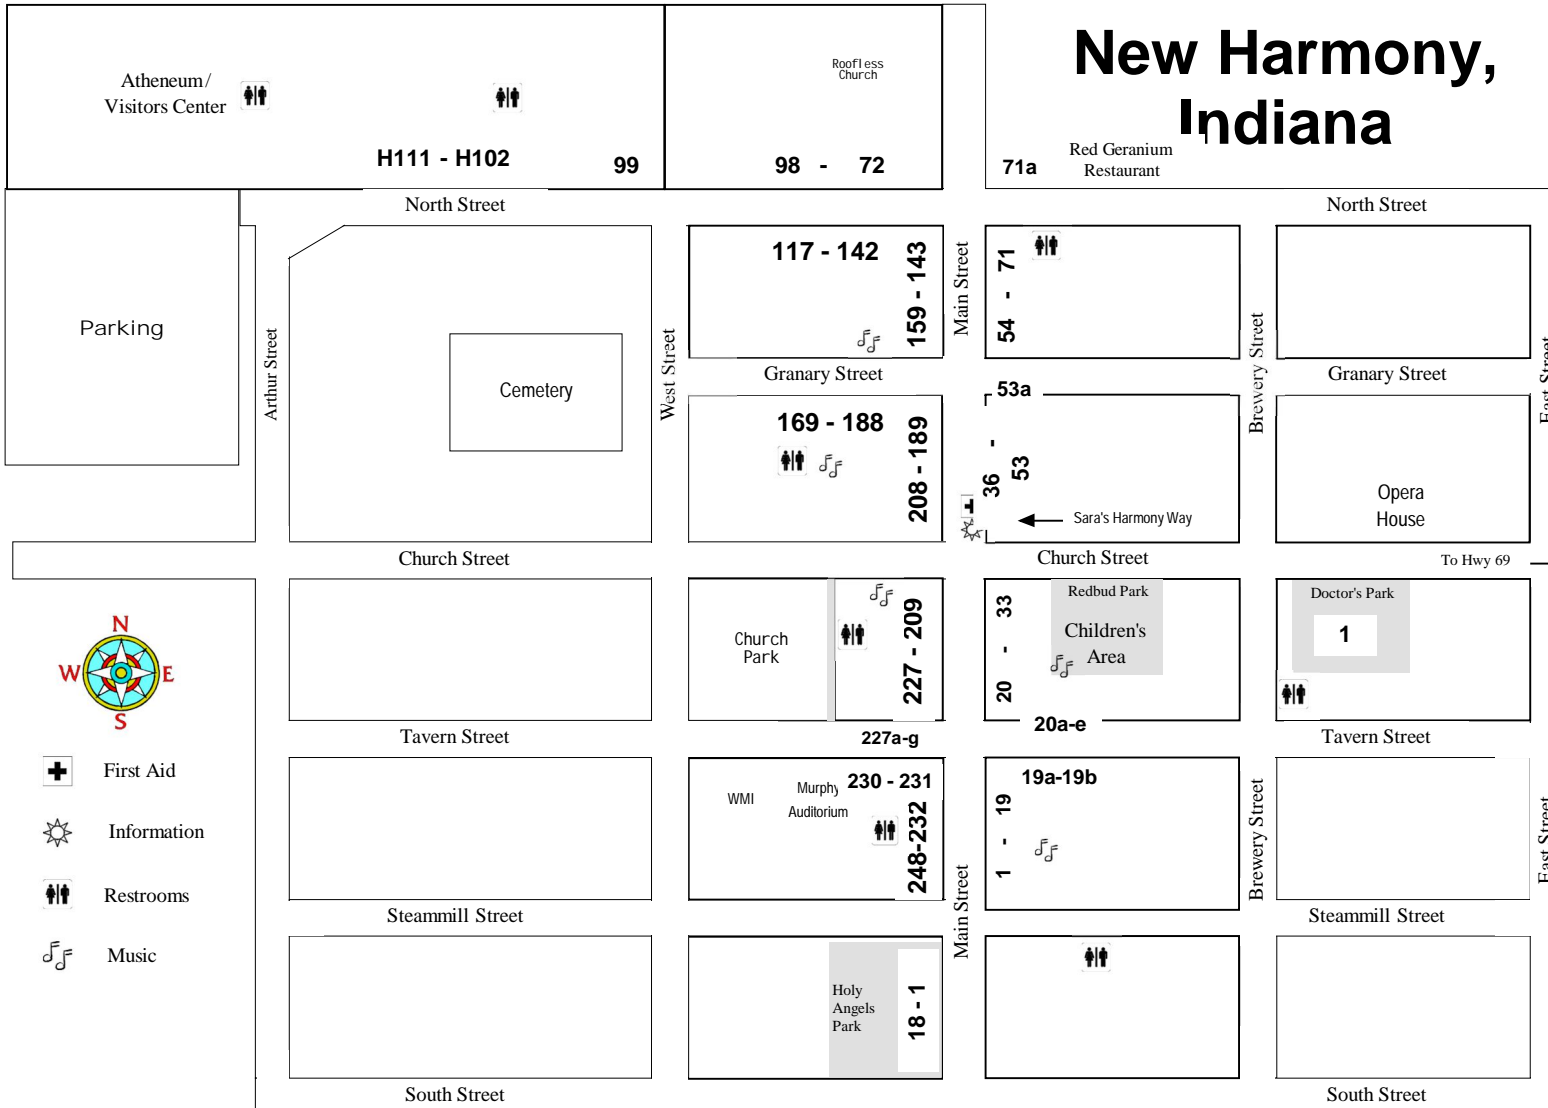 New Harmony,
Indiana
Atheneum/
Visitors Center
H111 - H102
99
Roofless
Church
98 - 72
71a
Red Geranium
Restaurant
North Street
North Street
Parking
Arthur Street
Cemetery
West Street
117 - 142
159 - 143
Main Street
54 - 71
Brewery Street
Granary Street
Granary Street
East Street
169 - 188
208 - 189
53a
36 - 53
Sara's Harmony Way
Opera
House
Church Street
Church Street
To Hwy 69
N
W
E
S
Church
Park
227 - 209
20 - 33
Redbud Park
Children's
Area
Doctor's Park
1
Tavern Street
227a-g
20a-e
Tavern Street
First Aid
Information
Restrooms
Music
WMI
Murphy
Auditorium
230 - 231
248-232
19a-19b
1 - 19
Main Street
Brewery Street
East Street
Steammill Street
Steammill Street
Holy
Angels
Park
18 - 1
South Street
South Street